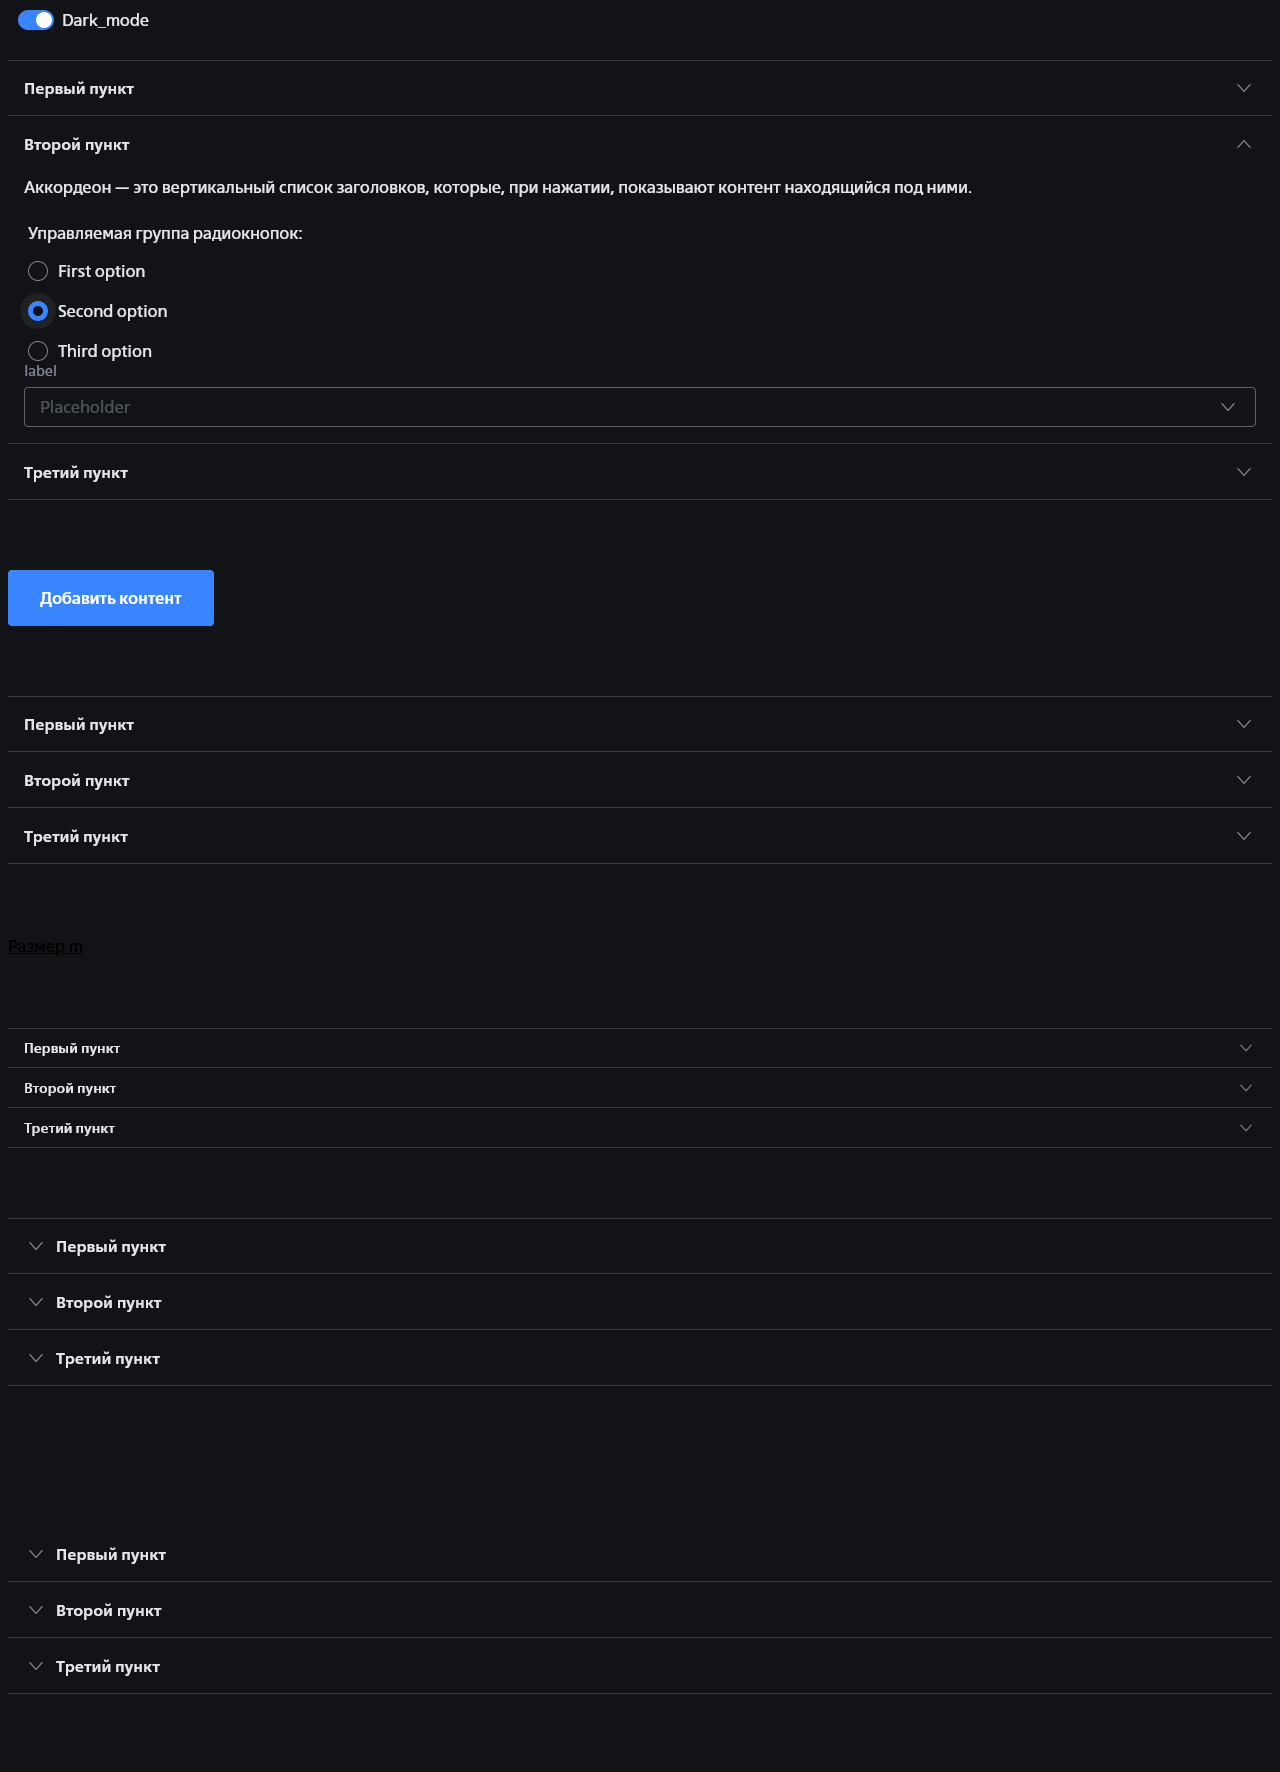 Dark_mode
Первый пункт
Второй пункт
Аккордеон — это вертикальный список заголовков, которые, при нажатии, показывают контент находящийся под ними.
Управляемая группа радиокнопок:
First option
Second option
Third option
label
Placeholder
Третий пункт
Добавить контент
Первый пункт
Второй пункт
Третий пункт
Размер m
Первый пункт
Второй пункт
Третий пункт
Первый пункт
Второй пункт
Третий пункт
Первый пункт
Второй пункт
Третий пункт